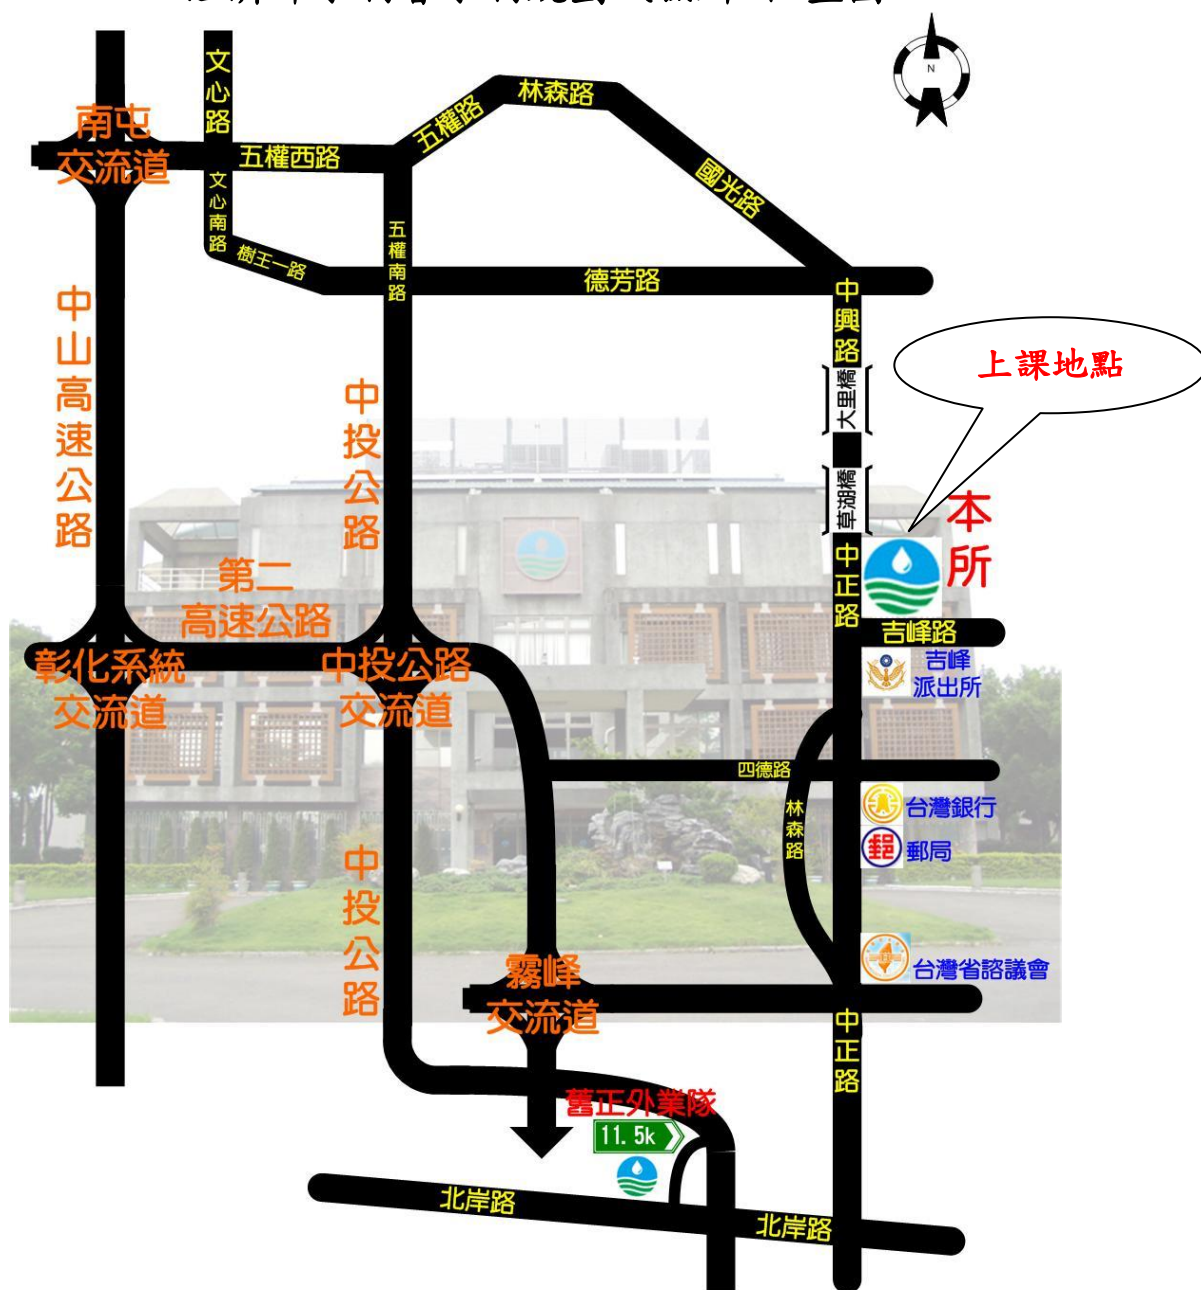 文心路
N
林森路
五權路
南屯
交流道
五權西路
國光路
文心南路
樹王一路
五權南路
德芳路
中興路
中山高速公路
上課地點
大里橋
中投公路
草湖橋
本所
中正路
第二
高速公路
吉峰路
彰化系統
交流道
中投公路
交流道
吉峰
派出所
四德路
林森路
台灣銀行
郵
郵局
中投公路
台灣省諮議會
霧峰
交流道
中正路
舊正外業隊
11.5k
北岸路
北岸路